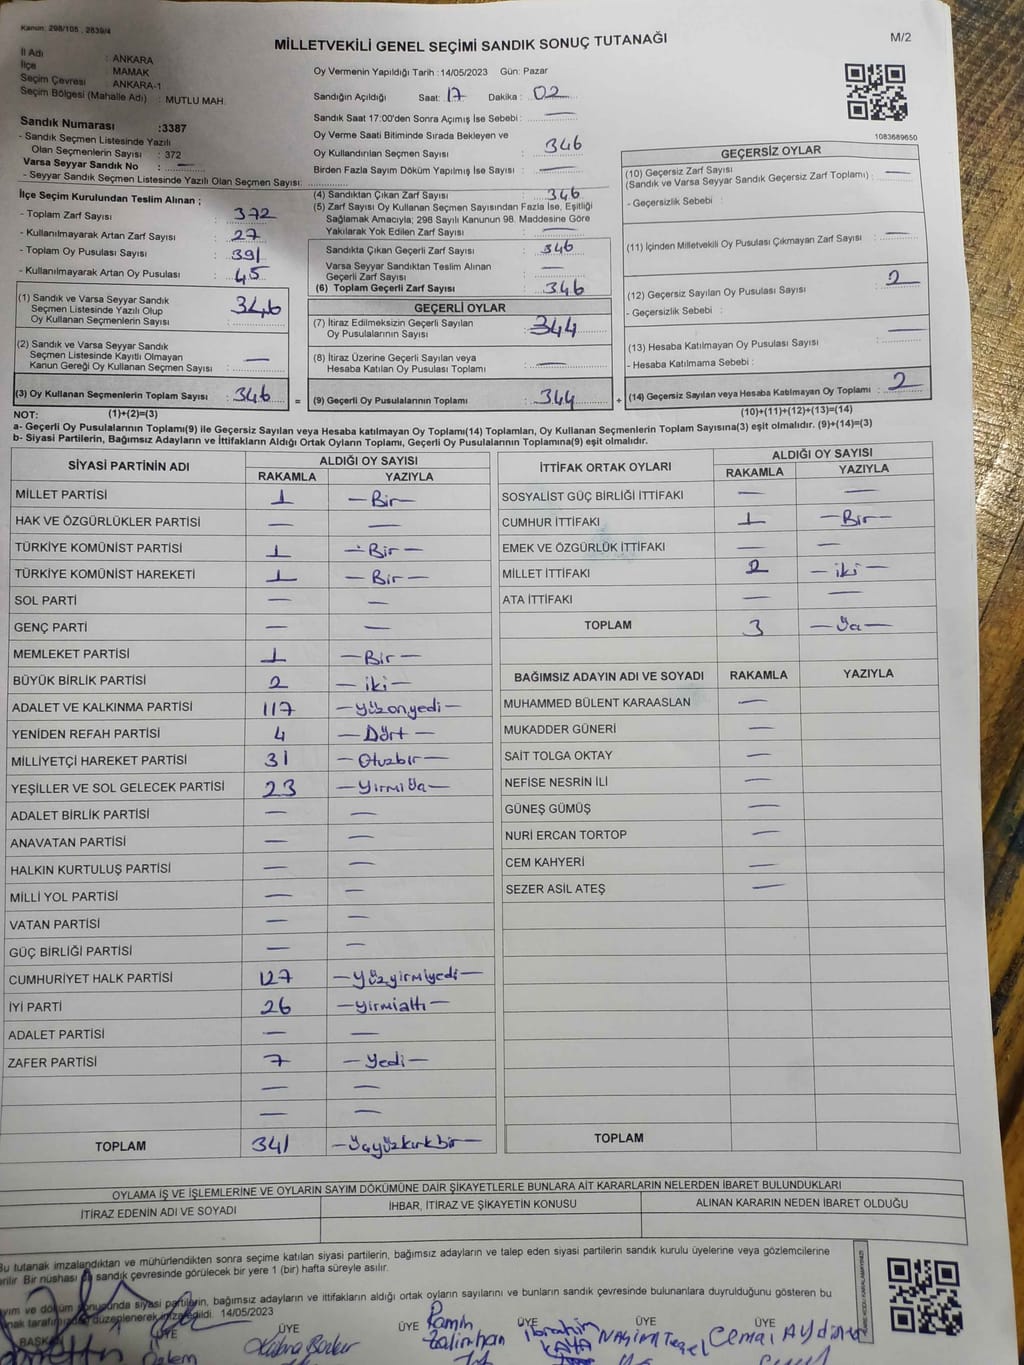 Kanun: 298/105 , 2839/4
MİLLETVEKİLİ GENEL SEÇİMİ SANDIK SONUÇ TUTANAĞI
M/2
İl Adı : ANKARA
İlçe : MAMAK
Seçim Çevresi : ANKARA-1
Seçim Bölgesi (Mahalle Adı) : MUTLU MAH.
Sandık Numarası :3387
- Sandık Seçmen Listesinde Yazılı
Olan Seçmenlerin Sayısı : 372
Varsa Seyyar Sandık No : —
- Seyyar Sandık Seçmen Listesinde Yazılı Olan Seçmen Sayısı:
Oy Vermenin Yapıldığı Tarih :14/05/2023 Gün: Pazar
Sandığın Açıldığı Saat: 17 Dakika : 02
Sandık Saat 17:00'den Sonra Açımış İse Sebebi : —
Oy Verme Saati Bitiminde Sırada Bekleyen ve
Oy Kullandırılan Seçmen Sayısı : 346
Birden Fazla Sayım Döküm Yapılmış İse Sayısı : —
1083689650
İlçe Seçim Kurulundan Teslim Alınan ;
- Toplam Zarf Sayısı : 372
- Kullanılmayarak Artan Zarf Sayısı : 27
- Toplam Oy Pusulası : 391
- Kullanılmayarak Artan Oy Pusulası : 45
(1) Sandık ve Varsa Seyyar Sandık
Seçmen Listesinde Yazılı Olup
Oy Kullanan Seçmenlerin Sayısı : 346
(2) Sandık ve Varsa Seyyar Sandık
Seçmen Listesinde Kayıtlı Olmayan
Kanun Gereği Oy Kullanan Seçmen Sayısı : —
(3) Oy Kullanan Seçmenlerin Toplam Sayısı : 346 =
(4) Sandıktan Çıkan Zarf Sayısı : 346
(5) Zarf Sayısı Oy Kullanan Seçmen Sayısından Fazla İse, Eşitliği
Sağlamak Amacıyla; 298 Sayılı Kanunun 98. Maddesine Göre
Yakılarak Yok Edilen Zarf Sayısı : —
Sandıkta Çıkan Geçerli Zarf Sayısı : 346
Varsa Seyyar Sandıktan Teslim Alınan
Geçerli Zarf Sayısı : —
(6) Toplam Geçerli Zarf Sayısı : 346
GEÇERLİ OYLAR
(7) İtiraz Edilmeksizin Geçerli Sayılan
Oy Pusulalarının Sayısı : 344
(8) İtiraz Üzerine Geçerli Sayılan veya
Hesaba Katılan Oy Pusulası Toplamı : —
(9) Geçerli Oy Pusulalarının Toplamı : 344 +
GEÇERSİZ OYLAR
(10) Geçersiz Zarf Sayısı
(Sandık ve Varsa Seyyar Sandık Geçersiz Zarf Toplamı) : —
- Geçersizlik Sebebi :
(11) İçinden Milletvekili Oy Pusulası Çıkmayan Zarf Sayısı : —
(12) Geçersiz Sayılan Oy Pusulası Sayısı : 2
- Geçersizlik Sebebi :
(13) Hesaba Katılmayan Oy Pusulası Sayısı : —
- Hesaba Katılmama Sebebi :
(14) Geçersiz Sayılan veya Hesaba Katılmayan Oy Toplamı : 2
NOT: (1)+(2)=(3) (10)+(11)+(12)+(13)=(14)
a- Geçerli Oy Pusulasının Toplamı(9) ile Geçersiz Sayılan veya Hesaba katılmayan Oy Toplamı(14) Toplamları, Oy Kullanan Seçmenlerin Toplam Sayısına(3) eşit olmalıdır. (9)+(14)=(3)
b- Siyasi Partilerin, Bağımsız Adayların ve İttifakların Aldığı Ortak Oyların Toplamı, Geçerli Oy Pusulalarının Toplamına(9) eşit olmalıdır.
SİYASİ PARTİNİN ADI ALDIĞI OY SAYISI
RAKAMLA YAZIYLA
MİLLET PARTİSİ 1 —Bir—
HAK VE ÖZGÜRLÜKLER PARTİSİ — —
TÜRKİYE KOMÜNİST PARTİSİ 1 —Bir—
TÜRKİYE KOMÜNİST HAREKETİ 1 —Bir—
SOL PARTİ — —
GENÇ PARTİ — —
MEMLEKET PARTİSİ 1 —Bir—
BÜYÜK BİRLİK PARTİSİ 2 —iki—
ADALET VE KALKINMA PARTİSİ 117 —yüzonyedi—
YENİDEN REFAH PARTİSİ 4 —Dört—
MİLLİYETÇİ HAREKET PARTİSİ 31 —Otuzbir—
YEŞİLLER VE SOL GELECEK PARTİSİ 23 —Yirmiüç—
ADALET BİRLİK PARTİSİ — —
ANAVATAN PARTİSİ — —
HALKIN KURTULUŞ PARTİSİ — —
MİLLİ YOL PARTİSİ — —
VATAN PARTİSİ — —
GÜÇ BİRLİĞİ PARTİSİ — —
CUMHURİYET HALK PARTİSİ 127 —Yüzyirmiyedi—
İYİ PARTİ 26 —Yirmialtı—
ADALET PARTİSİ — —
ZAFER PARTİSİ 7 —Yedi—
— —
— —
TOPLAM 341 —Üçyüzkırkbir—
İTTİFAK ORTAK OYLARI ALDIĞI OY SAYISI
RAKAMLA YAZIYLA
SOSYALİST GÜÇ BİRLİĞİ İTTİFAKI — —
CUMHUR İTTİFAKI 1 —Bir—
EMEK VE ÖZGÜRLÜK İTTİFAKI — —
MİLLET İTTİFAKI 2 —iki—
ATA İTTİFAKI — —
TOPLAM 3 —Üç—
BAĞIMSIZ ADAYIN ADI VE SOYADI RAKAMLA YAZIYLA
MUHAMMED BÜLENT KARAASLAN —
MUKADDER GÜNERİ —
SAİT TOLGA OKTAY —
NEFİSE NESRİN İLİ —
GÜNEŞ GÜMÜŞ —
NURİ ERCAN TORTOP —
CEM KAHYERİ —
SEZER ASİL ATEŞ —
TOPLAM
OYLAMA İŞ VE İŞLEMLERİNE VE OYLARIN SAYIM DÖKÜMÜNE DAİR ŞİKAYETLERLE BUNLARA AİT KARARLARIN NELERDEN İBARET BULUNDUKLARI
İTİRAZ EDENİN ADI VE SOYADI İHBAR, İTİRAZ VE ŞİKAYETİN KONUSU ALINAN KARARIN NEDEN İBARET OLDUĞU
Bu tutanak imzalandıktan ve mühürlendikten sonra seçime katılan siyasi partilerin, bağımsız adayların ve talep eden siyasi partilerin sandık kurulu üyelerine veya gözlemcilerine
Bir nüshası sandık çevresinde görülecek bir yere 1 (bir) hafta süreyle asılır.
ve döküm sonucunda siyasi partilerin, bağımsız adayların ve ittifakların aldığı ortak oyların sayılarını ve bunların sandık çevresinde bulunanlara duyurulduğunu gösteren bu
düzenlenerek imza edildi. 14/05/2023
BAŞKAN ÜYE ÜYE ÜYE ÜYE ÜYE ÜYE
Özlem Kübra Ramin İbrahim KAYA Cemal Aydın